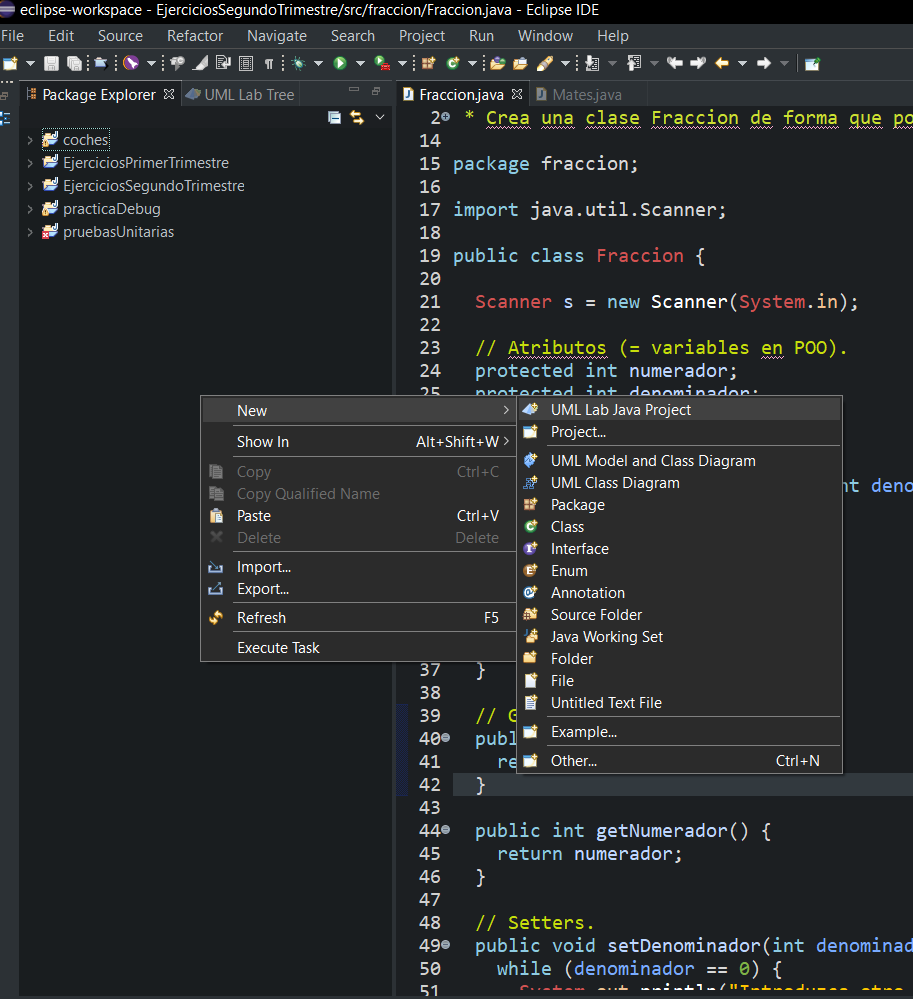 eclipse-workspace - EjerciciosSegundoTrimestre/src/fraccion/Fraccion.java - Eclipse IDE
File Edit Source Refactor Navigate Search Project Run Window Help
Package Explorer
UML Lab Tree
coches
EjerciciosPrimerTrimestre
EjerciciosSegundoTrimestre
practicaDebug
pruebasUnitarias
Fraccion.java
Mates.java
2 * Crea una clase Fraccion de forma que po
14
15 package fraccion;
16
17 import java.util.Scanner;
18
19 public class Fraccion {
20
21 Scanner s = new Scanner(System.in);
22
23 // Atributos (= variables en POO).
24 protected int numerador;
25 protected int denominador;
nt deno
37 }
38
39 // G
40 publ
41 re
42 }
43
44 public int getNumerador() {
45 return numerador;
46 }
47
48 // Setters.
49 public void setDenominador(int denominad
50 while (denominador == 0) {
51 System.out.println("Introduzca otro
New
Show In Alt+Shift+W
Copy Ctrl+C
Copy Qualified Name
Paste Ctrl+V
Delete Delete
Import...
Export...
Refresh F5
Execute Task
UML Lab Java Project
Project...
UML Model and Class Diagram
UML Class Diagram
Package
Class
Interface
Enum
Annotation
Source Folder
Java Working Set
Folder
File
Untitled Text File
Example...
Other... Ctrl+N